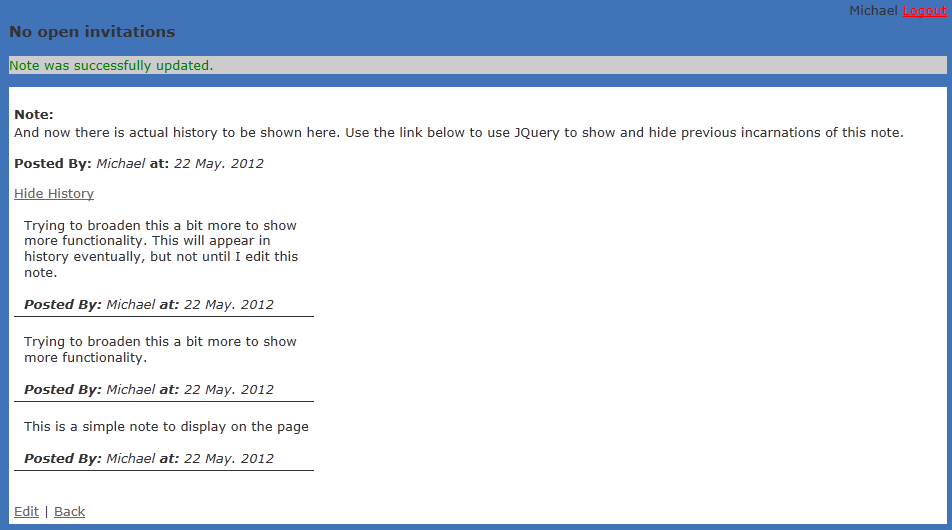 Michael Logout
No open invitations
Note was successfully updated.
Note:
And now there is actual history to be shown here. Use the link below to use JQuery to show and hide previous incarnations of this note.
Posted By: Michael at: 22 May. 2012
Hide History
Trying to broaden this a bit more to show
more functionality. This will appear in
history eventually, but not until I edit this
note.
Posted By: Michael at: 22 May. 2012
Trying to broaden this a bit more to show
more functionality.
Posted By: Michael at: 22 May. 2012
This is a simple note to display on the page
Posted By: Michael at: 22 May. 2012
Edit | Back